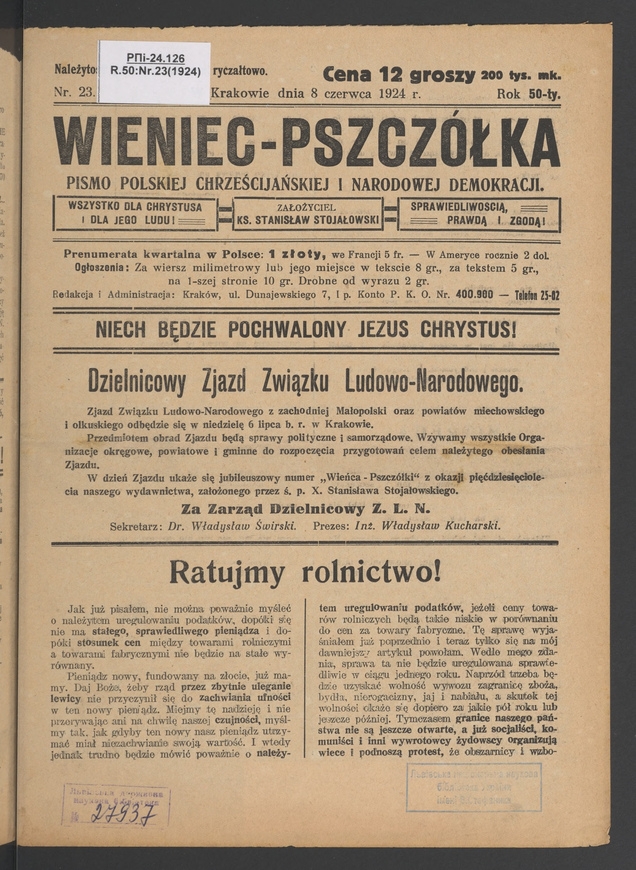 РПі-24.126
R.50:Nr.23(1924)
Należyto
ryczałtowo.
Cena 12 groszy 200 tys. mk.
Nr. 23.
Krakowie dnia 8 czerwca 1924 r.
Rok 50-ty.
WIENIEC-PSZCZÓŁKA
PISMO POLSKIEJ CHRZEŚCIJAŃSKIEJ I NARODOWEJ DEMOKRACJI.
WSZYSTKO DLA CHRYSTUSA
I DLA JEGO LUDU!
ZAŁOŻYCIEL
KS. STANISŁAW STOJAŁOWSKI
SPRAWIEDLIWOSCIĄ,
PRAWDĄ I ZGODĄ!
Prenumerata kwartalna w Polsce: 1 złoty, we Francji 5 fr. — W Ameryce rocznie 2 dol.
Ogłoszenia: Za wiersz milimetrowy lub jego miejsce w tekscie 8 gr., za tekstem 5 gr.,
na 1-szej stronie 10 gr. Drobne od wyrazu 2 gr.
Redakcja i Administracja: Kraków, ul. Dunajewskiego 7, I p. Konto P. K. O. Nr. 400.980 — Telefon 25-02
NIECH BĘDZIE POCHWALONY JEZUS CHRYSTUS!
Dzielnicowy Zjazd Związku Ludowo-Narodowego.
Zjazd Związku Ludowo-Narodowego z zachodniej Małopolski oraz powiatów miechowskiego
i olkuskiego odbędzie się w niedzielę 6 lipca b. r. w Krakowie.
Przedmiotem obrad Zjazdu będą sprawy polityczne i samorządowe. Wzywamy wszystkie Orga-
nizacje okręgowe, powiatowe i gminne do rozpoczęcia przygotowań celem należytego obesłania
Zjazdu.
W dzień Zjazdu ukaże się jubileuszowy numer „Wieńca-Pszczółki“ z okazji pięćdziesięciole-
cia naszego wydawnictwa, założonego przez ś. p. X. Stanisława Stojałowskiego.
Za Zarząd Dzielnicowy Z. L. N.
Sekretarz: Dr. Władysław Świrski. Prezes: Inż. Władysław Kucharski.
Ratujmy rolnictwo!
Jak już pisałem, nie można poważnie myśleć
o należytem uregulowaniu podatków, dopóki się
nie ma stałego, sprawiedliwego pieniądza i do-
póki stosunek cen między towarami rolniczymi
a towarami fabrycznymi nie będzie na stałe wy-
równany.
Pieniądz nowy, fundowany na złocie, już ma-
my. Daj Boże, żeby rząd przez zbytnie uleganie
lewicy nie przyczynił się do zachwiania ufności
w ten nowy pieniądz. Miejmy tę nadzieję i nie
przerywając ani na chwilę naszej czujności, myśl-
my tak, jak gdyby ten nowy nasz pieniądz utrzy-
mać miał niezachwianie swoją wartość. I wtedy
jednak trudno będzie mówić poważnie o należy-
tem uregulowaniu podatków, jeżeli ceny towa-
rów rolniczych będą takie niskie w porównaniu
do cen za towary fabryczne. Tę sprawę wyja-
śniałem już poprzednio i teraz tylko się na mój
dawniejszy artykuł powołam. Wedle mego zda-
nia, sprawa ta nie będzie uregulowana sprawie-
dliwie w ciągu jednego roku. Naprzód trzeba bę-
dzie uzyskać wolność wywozu zagranicę zboża,
bydła, nierogacizny, jaj i nabiału, a skutek tej
wolności okaże się dopiero za jakie pół roku lub
jeszcze później. Tymczasem granice naszego pań-
stwa nie są jeszcze otwarte, a już socjaliści, ko-
muniści i inni wywrotowcy żydowscy organizują
wiece i podnoszą protest, że obszarnicy i wzbo-
№ 27937